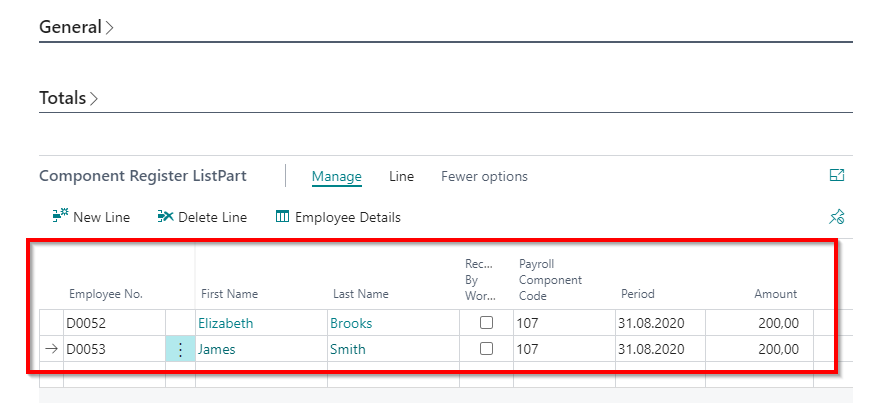 General
Totals
Component Register ListPart Manage Line Fewer options
New Line Delete Line Employee Details
Employee No. First Name Last Name Rec... By Wor... Payroll Component Code Period Amount
D0052 Elizabeth Brooks 107 31.08.2020 200,00
D0053 James Smith 107 31.08.2020 200,00